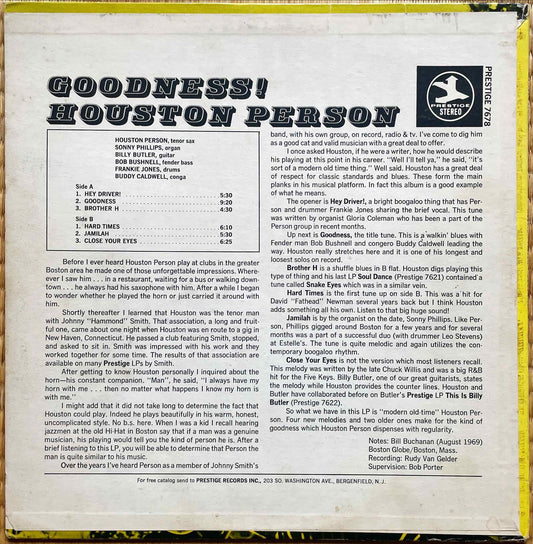 GOODNESS!
HOUSTON PERSON
PRESTIGE
STEREO
PRESTIGE 7678
HOUSTON PERSON, tenor sax
SONNY PHILLIPS, organ
BILLY BUTLER, guitar
BOB BUSHNELL, fender bass
FRANKIE JONES, drums
BUDDY CALDWELL, conga
Side A
1. HEY DRIVER! 5:30
2. GOODNESS 9:20
3. BROTHER H 4:30
Side B
1. HARD TIMES 6:10
2. JAMILAH 5:30
3. CLOSE YOUR EYES 6:25
Before I ever heard Houston Person play at clubs in the greater
Boston area he made one of those unforgettable impressions. Where-
ever I saw him . . . in a restaurant, waiting for a bus or walking down-
town . . . he always had his saxophone with him. After a while I began
to wonder whether he played the horn or just carried it around with
him.
Shortly thereafter I learned that Houston was the tenor man
with Johnny "Hammond" Smith. That association, a long and fruit-
ful one, came about one night when Houston was en route to a gig in
New Haven, Connecticut. He passed a club featuring Smith, stopped,
and asked to sit in. Smith was impressed with his work and they
worked together for some time. The results of that association are
available on many Prestige LPs by Smith.
After getting to know Houston personally I inquired about the
horn—his constant companion. "Man", he said, "I always have my
horn with me . . . then no matter what happens I know my horn is
with me."
I might add that it did not take long to determine the fact that
Houston could play. Indeed he plays beautifully in his warm, honest,
uncomplicated style. No b.s. here. When I was a kid I recall hearing
jazzmen at the old Hi-Hat in Boston say that if a man was a genuine
musician, his playing would tell you the kind of person he is. After a
brief listening to this LP, you will be able to determine that Person the
man is quite similar to his music.
Over the years I've heard Person as a member of Johnny Smith's
band, with his own group, on record, radio & tv. I've come to dig him
as a good cat and valid musician with a great deal to offer.
I once asked Houston, if he were a writer, how he would describe
his playing at this point in his career. "Well I'll tell ya," he said, "it's
sort of a modern old time thing." Well said. Houston has a great deal
of respect for classic standards and blues. These form the main
planks in his musical platform. In fact this album is a good example
of what he means.
The opener is Hey Driver!, a bright boogaloo thing that has Per-
son and drummer Frankie Jones sharing the brief vocal. This tune
was written by organist Gloria Coleman who has been a part of the
Person group in recent months.
Up next is Goodness, the title tune. This is a walkin' blues with
Fender man Bob Bushnell and congero Buddy Caldwell leading the
way. Houston really stretches here and it is one of his longest and
loosest solos on record.
Brother H is a shuffle blues in B flat. Houston digs playing this
type of thing and his last LP Soul Dance (Prestige 7621) contained a
tune called Snake Eyes which was in a similar vein.
Hard Times is the first tune up on side B. This was a hit for
David "Fathead" Newman several years back but I think Houston
adds something all his own. Listen to that big huge sound!
Jamilah is by the organist on the date, Sonny Phillips. Like Per-
son, Phillips gigged around Boston for a few years and for several
months was a part of a successful duo (with drummer Leo Stevens)
at Estelle's. The tune is quite melodic and again utilizes the con-
temporary boogaloo rhythm.
Close Your Eyes is not the version which most listeners recall.
This melody was written by the late Chuck Willis and was a big R&B
hit for the Five Keys. Billy Butler, one of our great guitarists, states
the melody while Houston provides the counter lines. Houston and
Butler have collaborated before on Butler's Prestige LP This Is Billy
Butler (Prestige 7622).
So what we have in this LP is "modern old-time" Houston Per-
son. Four new melodies and two older ones make for the kind of
goodness which Houston Person dispenses with regularity.
Notes: Bill Buchanan (August 1969)
Boston Globe/Boston, Mass.
Recording: Rudy Van Gelder
Supervision: Bob Porter
For free catalog send to PRESTIGE RECORDS INC., 203 SO. WASHINGTON AVE., BERGENFIELD, N. J.